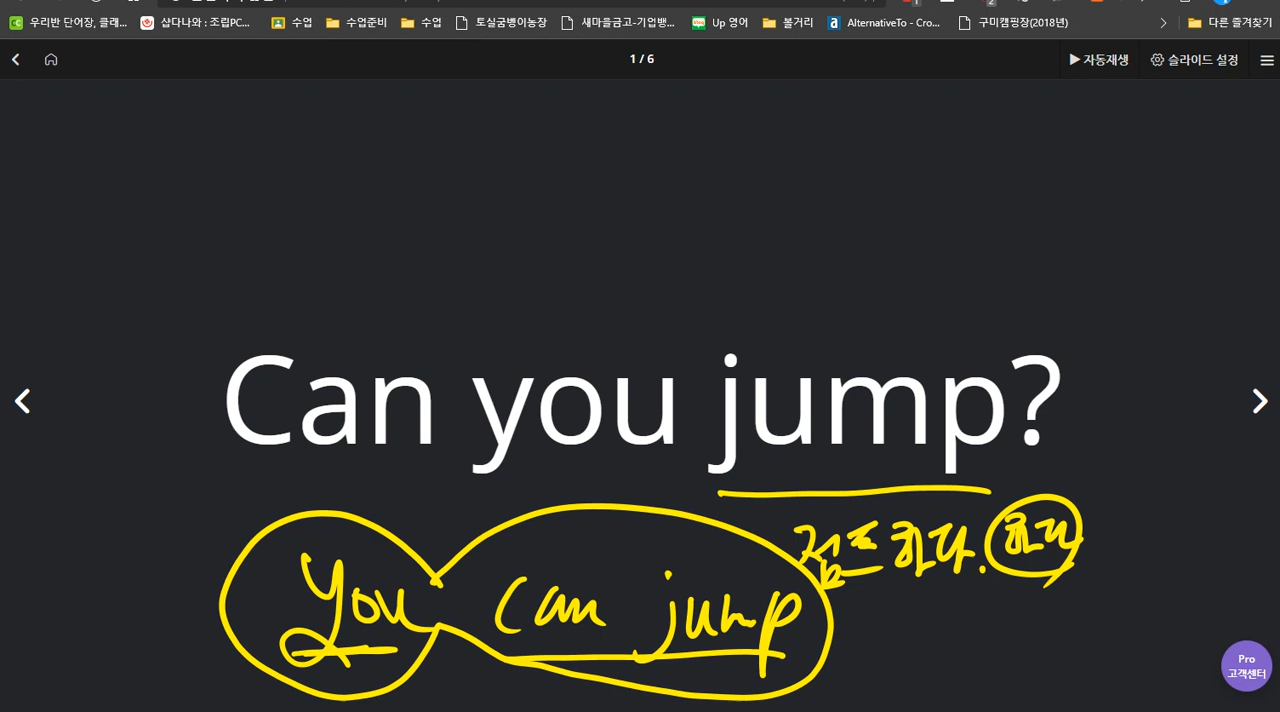 우리반 단어장, 클래... 샵다나와 : 조립PC... 수업 수업준비 수업 토실금뱅이농장 새마을금고-기업뱅... Up 영어 볼거리 AlternativeTo - Cro... 구미캠핑장(2018년) 다른 즐겨찾기
1 / 6 ▶자동재생 슬라이드 설정
Can you jump?
점프하다.
You can jump
Pro
고객센터